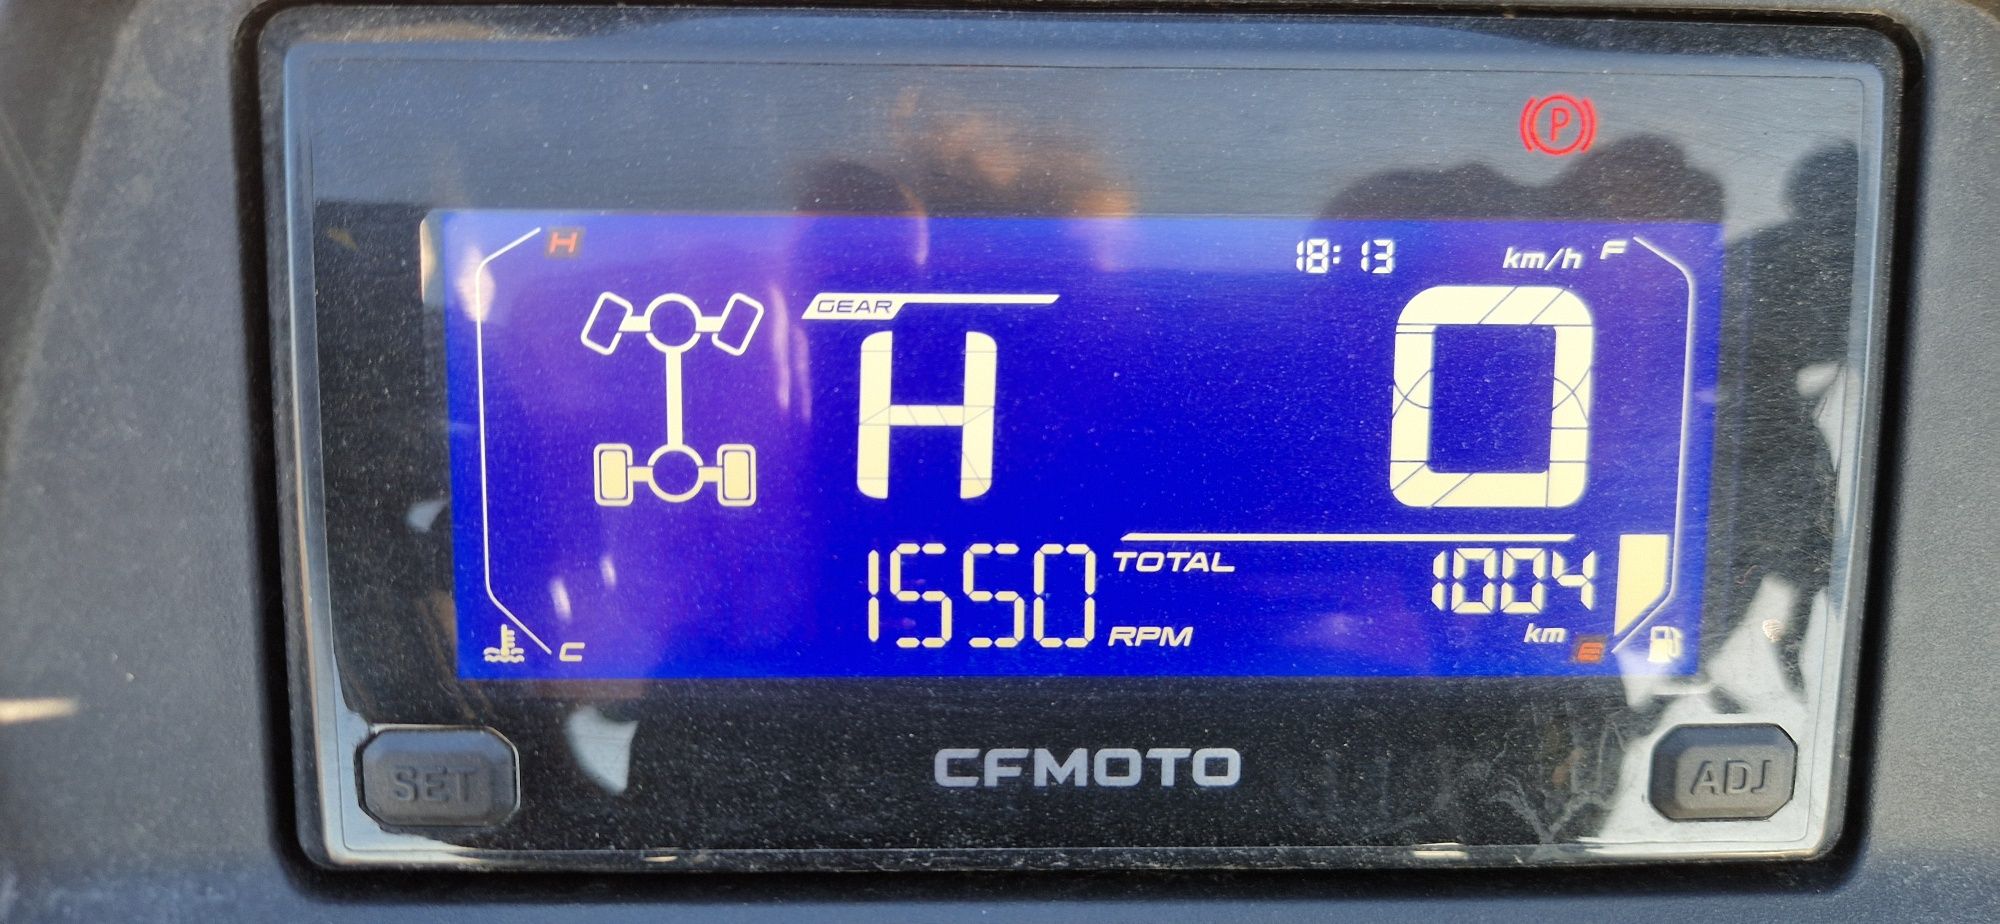 P
H
18:13 km/h F
GEAR
H 0
1550 RPM
TOTAL 1004 km
C
E
SET CFMOTO ADJ